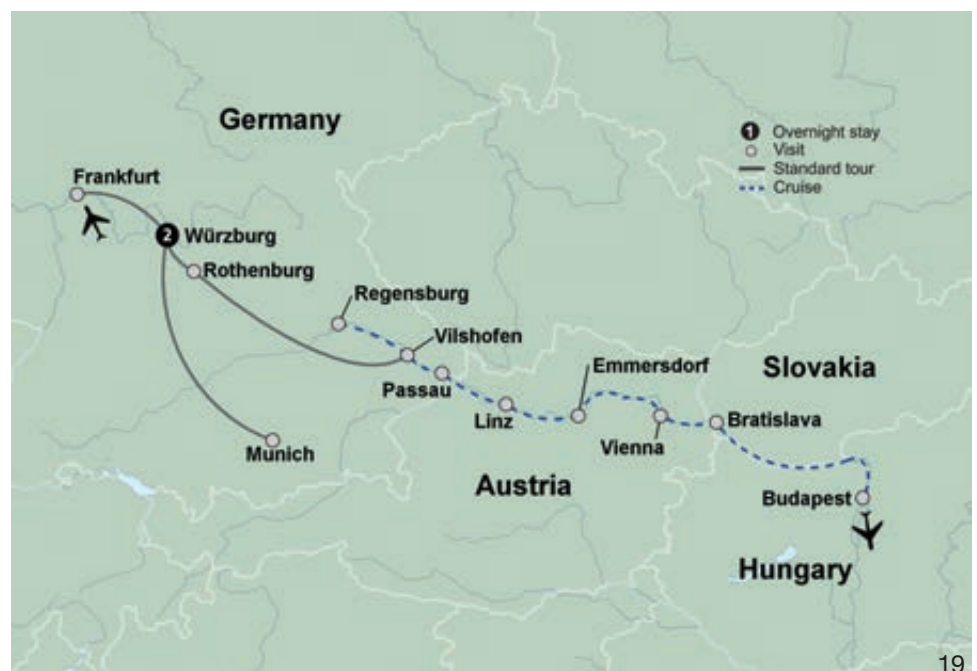 Germany
1 Overnight stay
Visit
Standard tour
Cruise
Frankfurt
2 Würzburg
Rothenburg
Regensburg
Vilshofen
Passau
Linz
Emmersdorf
Vienna
Slovakia
Bratislava
Munich
Austria
Budapest
Hungary
19